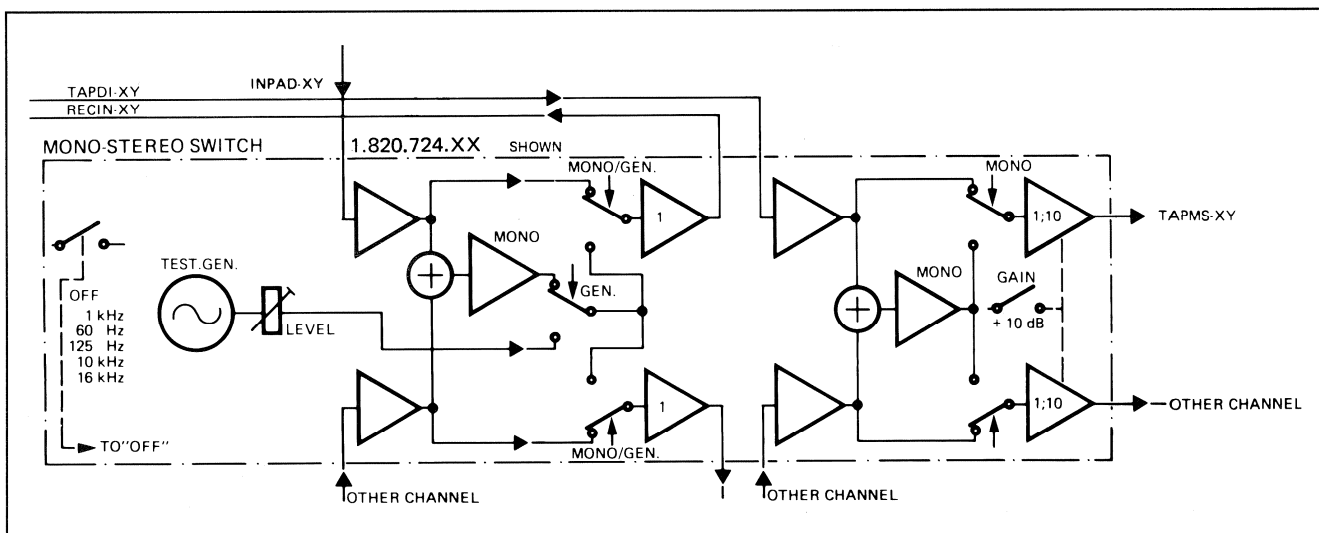 INPAD-XY
TAPDI-XY
RECIN-XY
MONO-STEREO SWITCH 1.820.724.XX SHOWN
MONO/GEN.
MONO
1
1;10
TAPMS-XY
TEST.GEN.
MONO
GEN.
MONO
GAIN
+ 10 dB
OFF
1 kHz
60 Hz
125 Hz
10 kHz
16 kHz
LEVEL
1
1;10
OTHER CHANNEL
TO"OFF"
MONO/GEN.
OTHER CHANNEL
OTHER CHANNEL